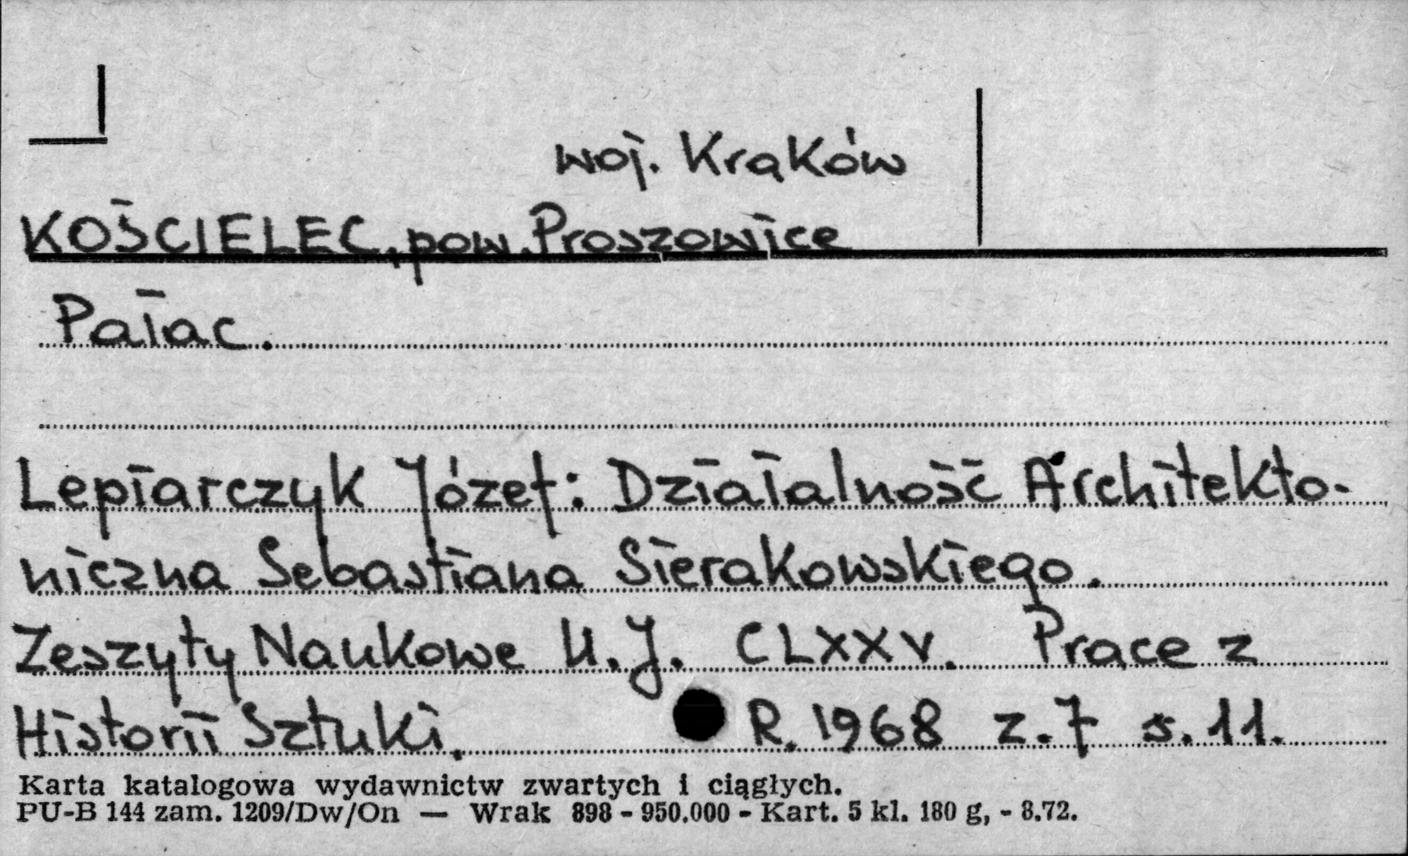 woj. Kraków
KOŚCIELEC, pow. Proszowice
Pałac.
Lepiarczyk Józef: Działalność Architekto-
niczna Sebastiana Sierakowskiego.
Zeszyty Naukowe U.J. CLXXV. Prace z
Historii Sztuki. R. 1968 z. 7 s. 11.
Karta katalogowa wydawnictw zwartych i ciągłych.
PU-B 144 zam. 1209/Dw/On — Wrak 898 - 950.000 - Kart. 5 kl. 180 g, - 8.72.